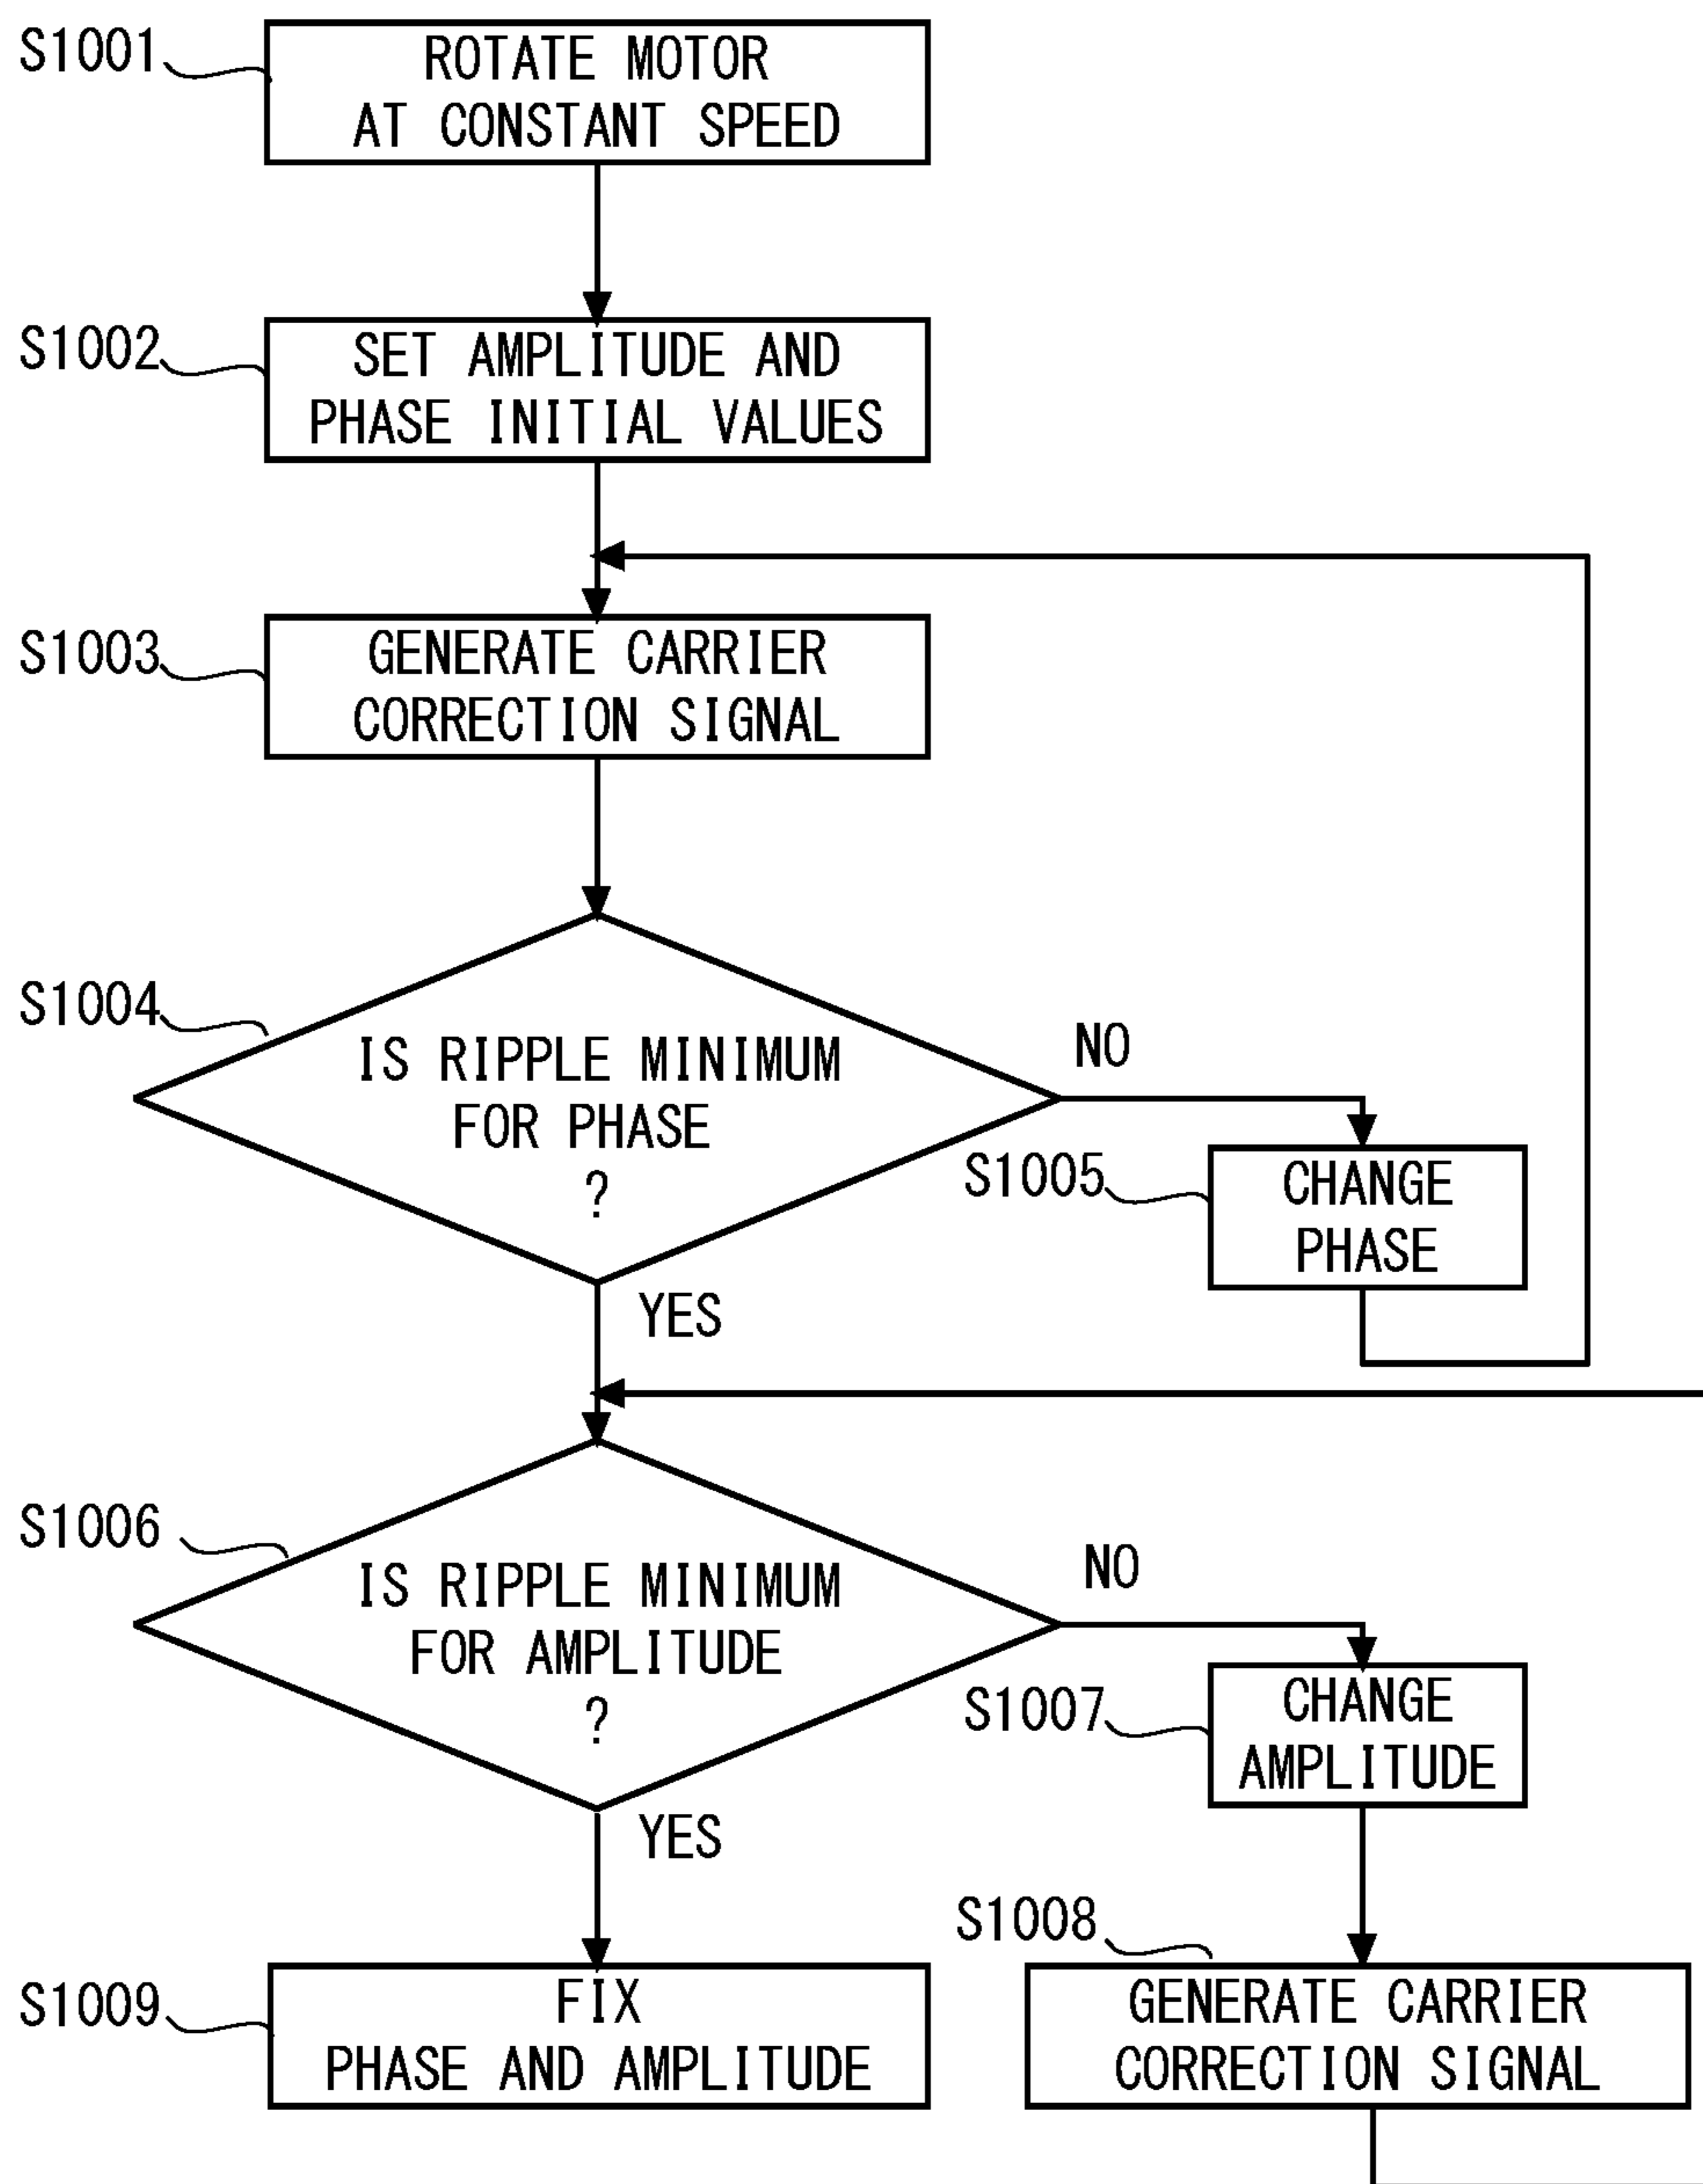 S1001
ROTATE MOTOR
AT CONSTANT SPEED
S1002
SET AMPLITUDE AND
PHASE INITIAL VALUES
S1003
GENERATE CARRIER
CORRECTION SIGNAL
S1004
IS RIPPLE MINIMUM
FOR PHASE
?
NO
S1005
CHANGE
PHASE
YES
S1006
IS RIPPLE MINIMUM
FOR AMPLITUDE
?
NO
S1007
CHANGE
AMPLITUDE
YES
S1008
GENERATE CARRIER
CORRECTION SIGNAL
S1009
FIX
PHASE AND AMPLITUDE